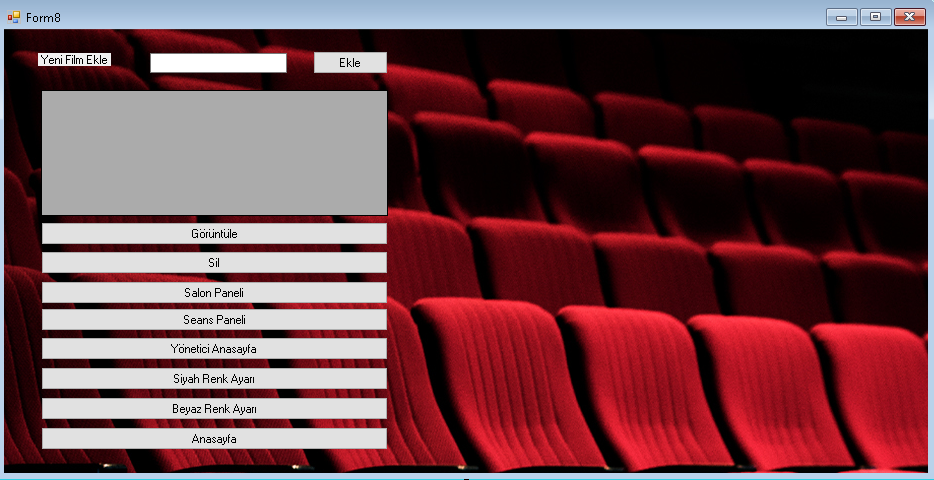 Form8
Yeni Film Ekle
Ekle
Görüntüle
Sil
Salon Paneli
Seans Paneli
Yönetici Anasayfa
Siyah Renk Ayarı
Beyaz Renk Ayarı
Anasayfa